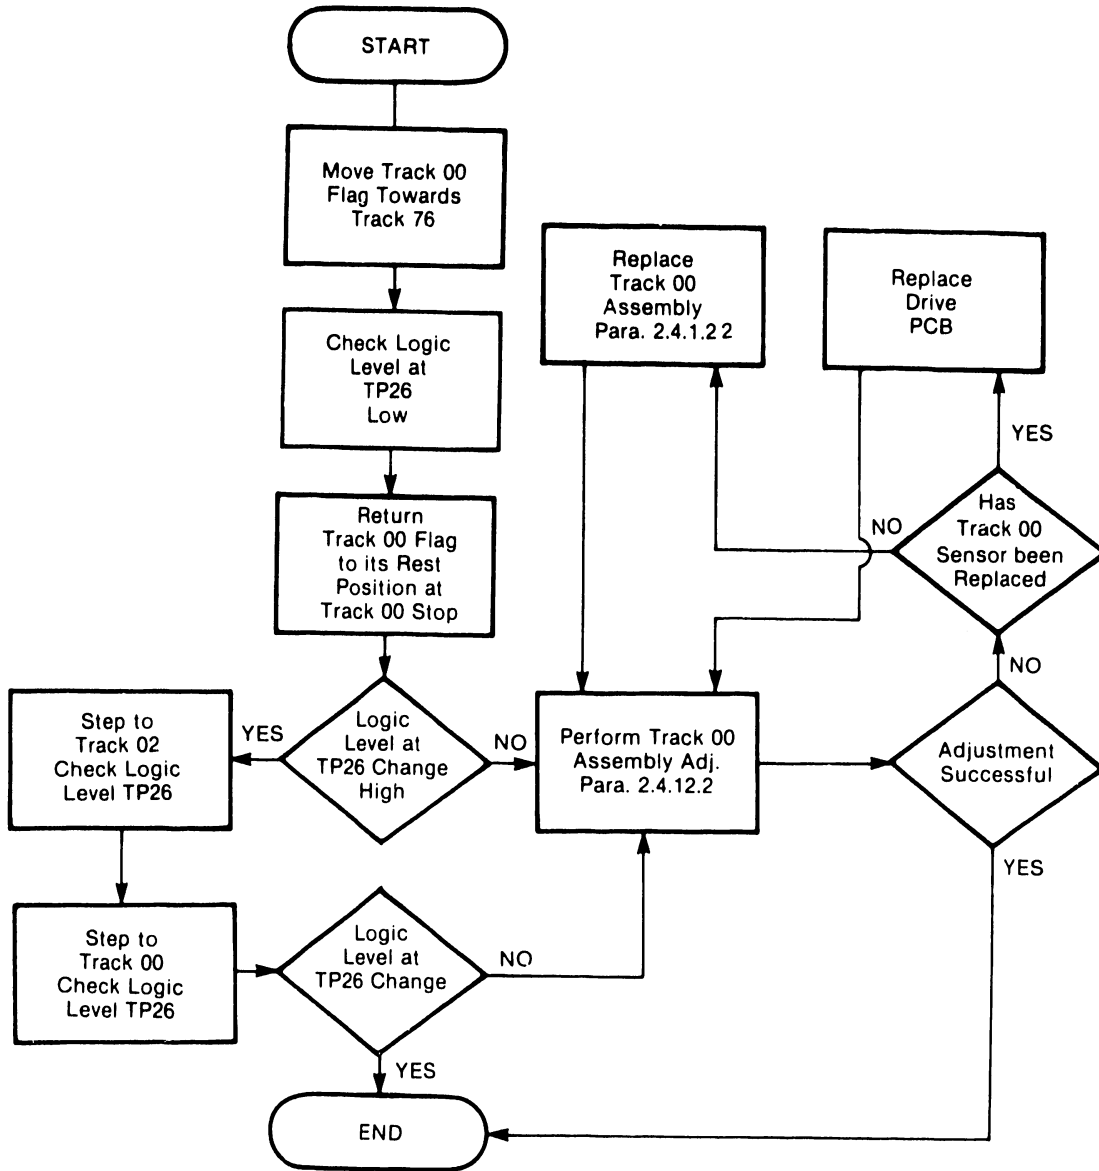 START
Move Track 00
Flag Towards
Track 76
Check Logic
Level at
TP26
Low
Return
Track 00 Flag
to its Rest
Position at
Track 00 Stop
Logic
Level at
TP26 Change
High
YES
NO
Step to
Track 02
Check Logic
Level TP26
Step to
Track 00
Check Logic
Level TP26
Logic
Level at
TP26 Change
NO
YES
END
Replace
Track 00
Assembly
Para. 2.4.1.2 2
Perform Track 00
Assembly Adj.
Para. 2.4.12.2
Replace
Drive
PCB
YES
Has
Track 00
Sensor been
Replaced
NO
NO
Adjustment
Successful
YES